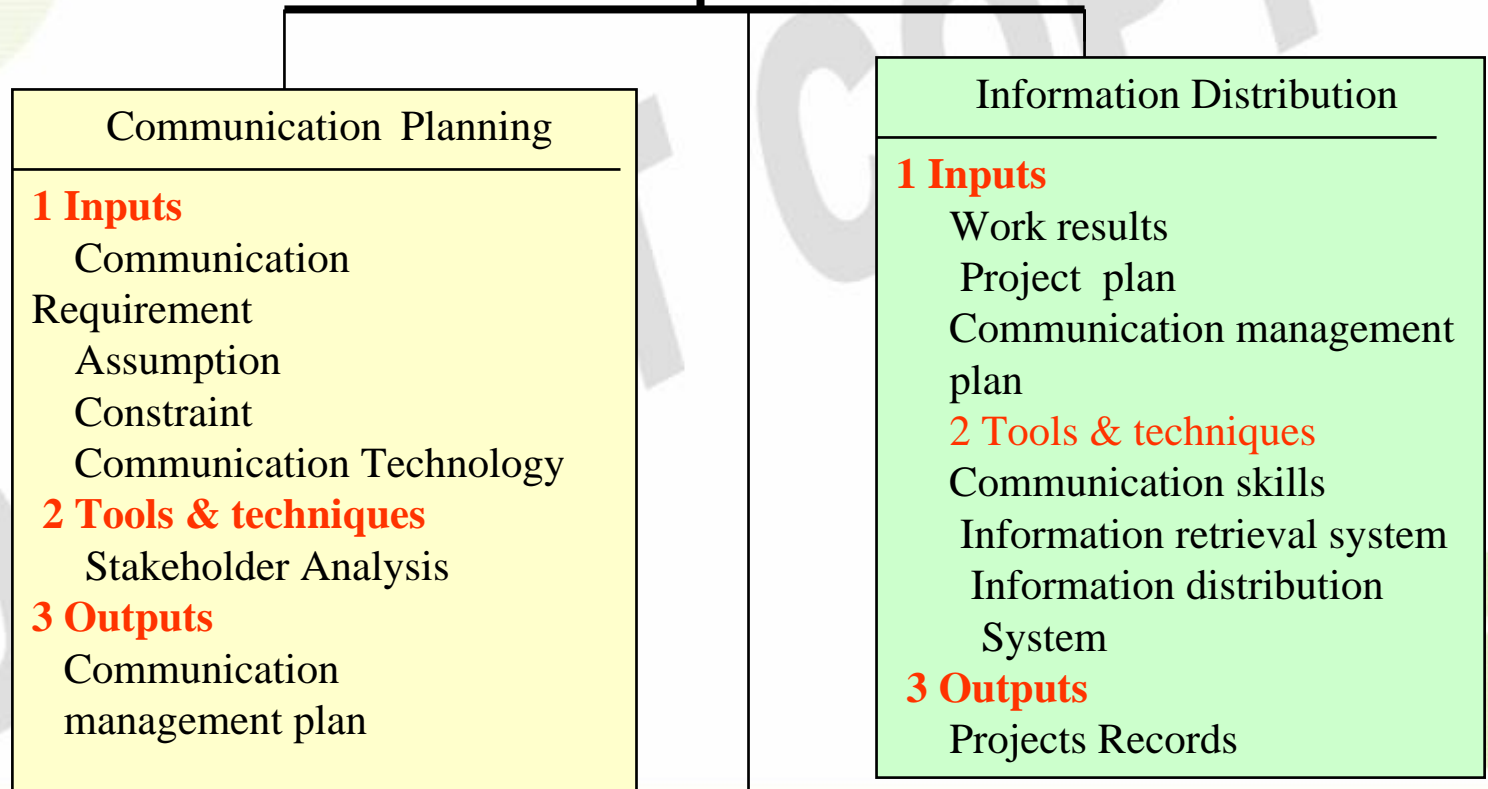 Communication Planning
1 Inputs
Communication
Requirement
Assumption
Constraint
Communication Technology
2 Tools & techniques
Stakeholder Analysis
3 Outputs
Communication
management plan
Information Distribution
1 Inputs
Work results
Project plan
Communication management
plan
2 Tools & techniques
Communication skills
Information retrieval system
Information distribution
System
3 Outputs
Projects Records